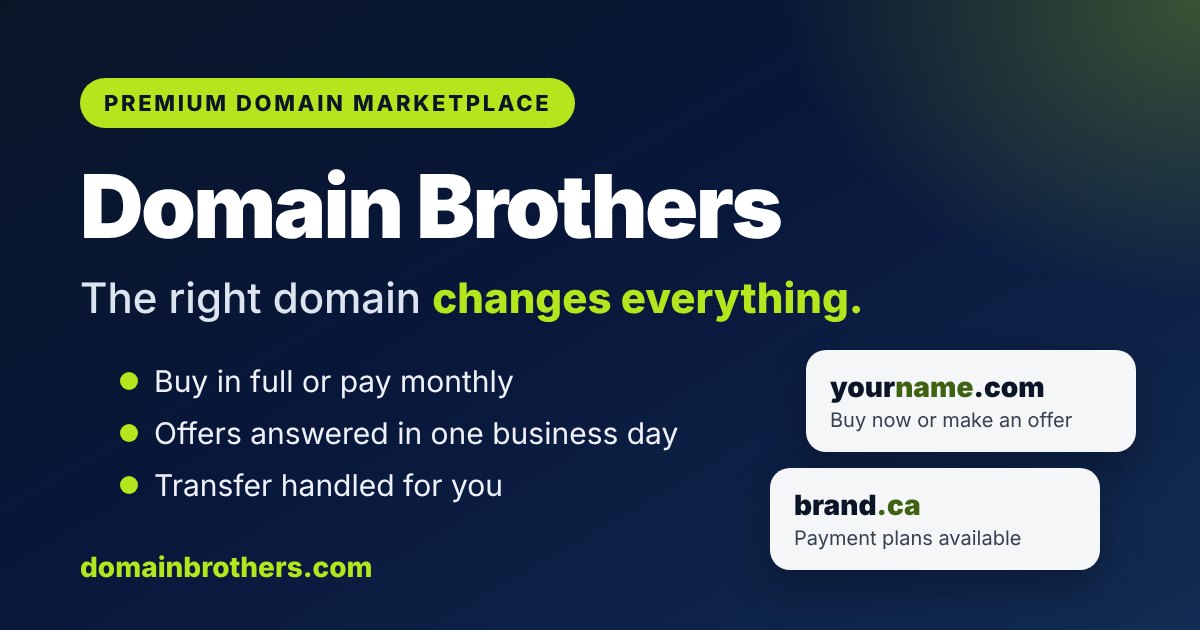 PREMIUM DOMAIN MARKETPLACE
Domain Brothers
The right domain changes everything.
Buy in full or pay monthly
Offers answered in one business day
Transfer handled for you
yourname.com
Buy now or make an offer
brand.ca
Payment plans available
domainbrothers.com